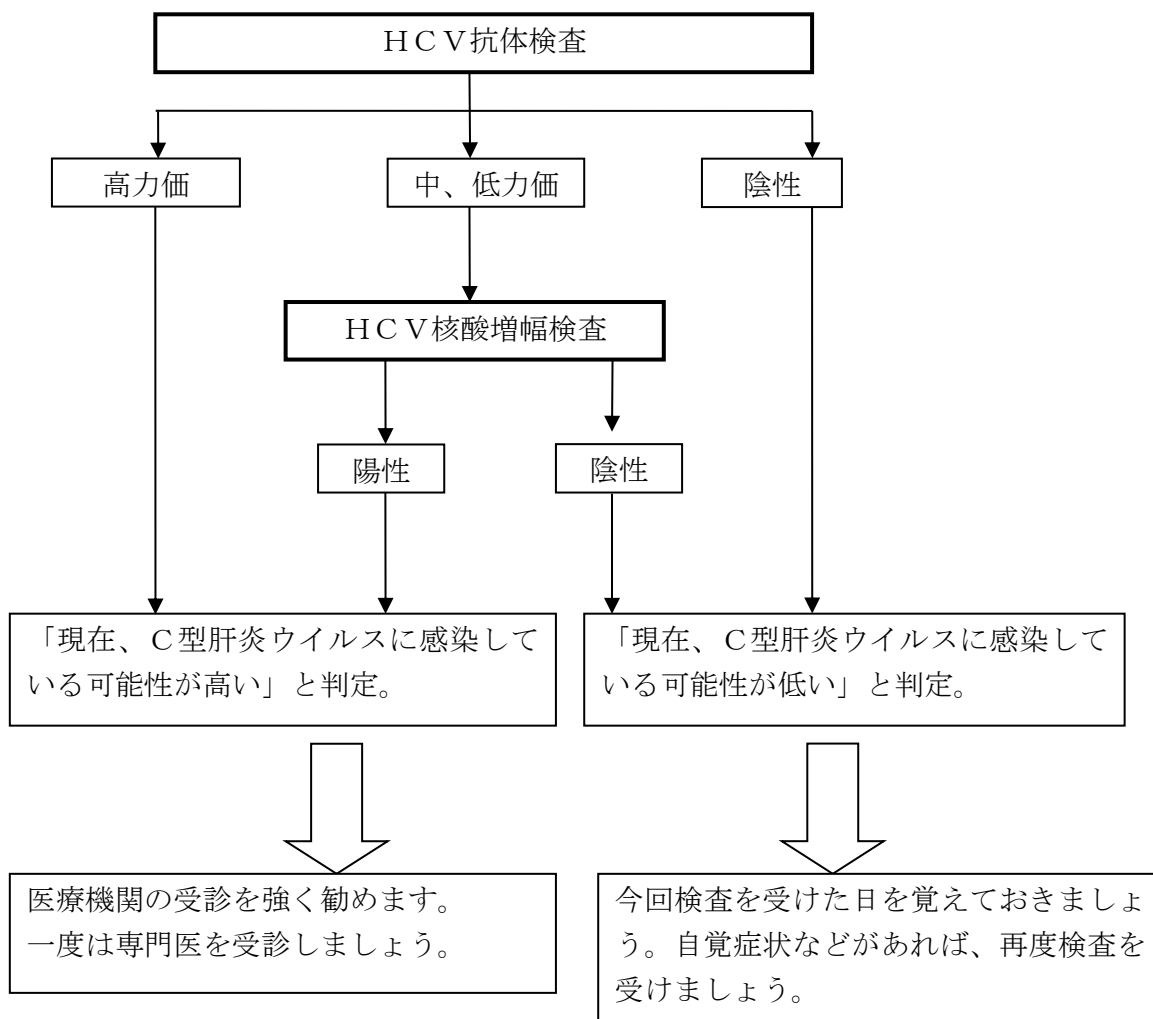 ＨＣＶ抗体検査
高力価
中、低力価
陰性
ＨＣＶ核酸増幅検査
陽性
陰性
「現在、Ｃ型肝炎ウイルスに感染して
いる可能性が高い」と判定。
「現在、Ｃ型肝炎ウイルスに感染して
いる可能性が低い」と判定。
医療機関の受診を強く勧めます。
一度は専門医を受診しましょう。
今回検査を受けた日を覚えておきましょ
う。自覚症状などがあれば、再度検査を
受けましょう。